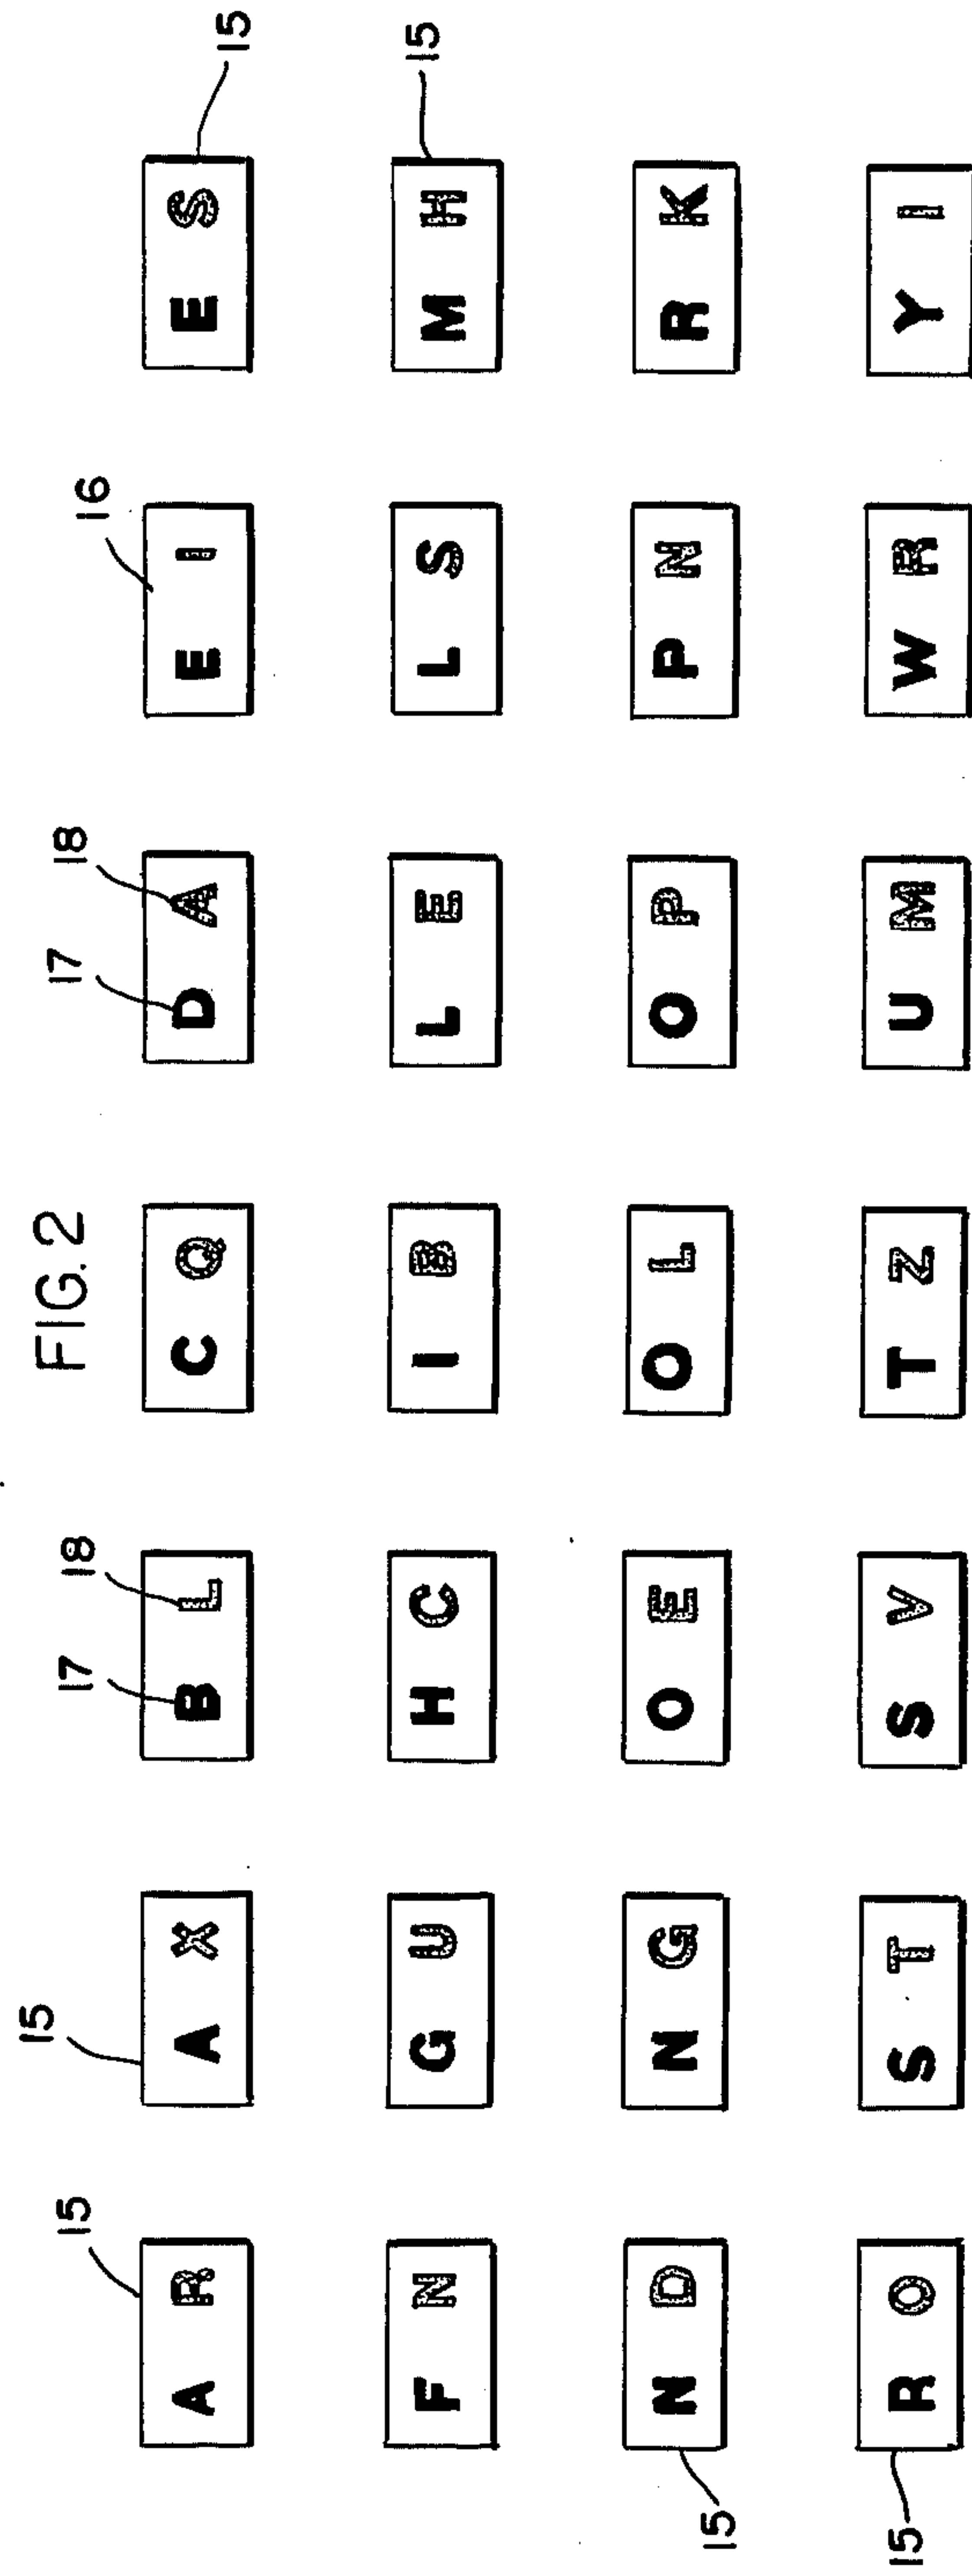 FIG. 2
15 15 17 18 17 18 16 15
A R A X B L C Q D A E I E S
15
F N G U H C I B L E L S M H
N D N G O E O L O P P N R K
15
R O S T S V T Z U M W R Y I
15